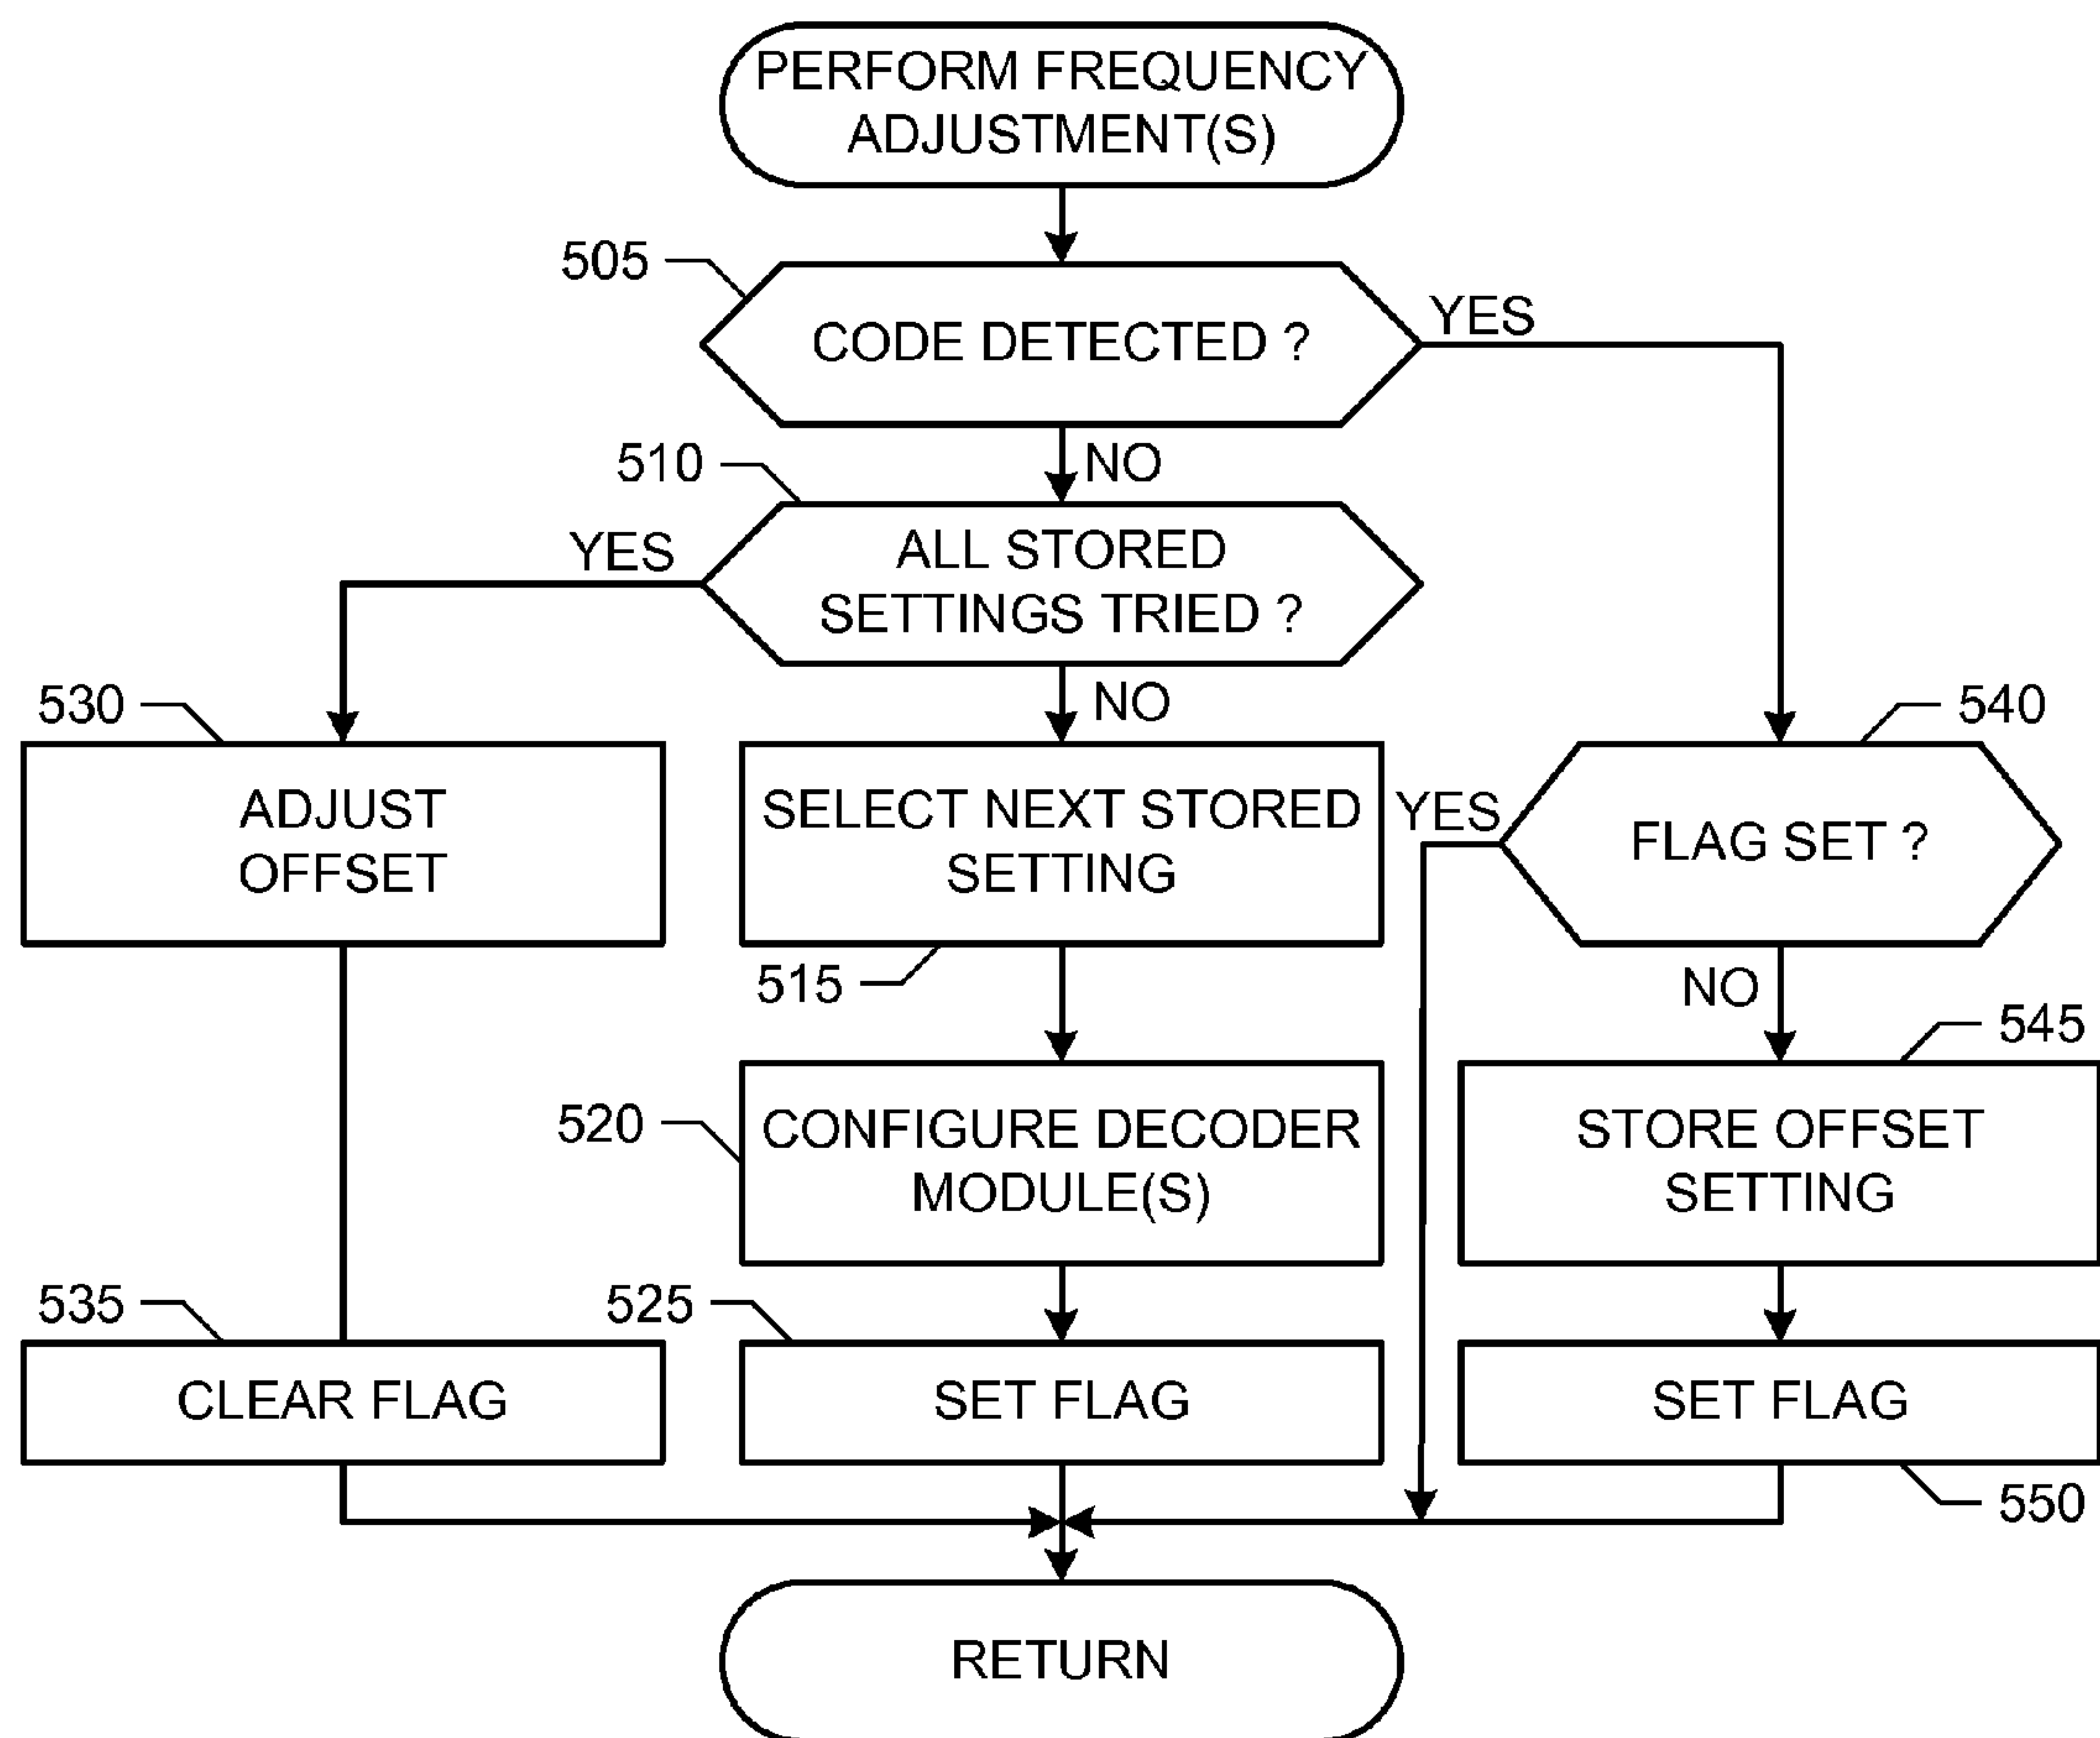 PERFORM FREQUENCY
ADJUSTMENT(S)
505
CODE DETECTED ?
YES
NO
510
ALL STORED
SETTINGS TRIED ?
YES
NO
530
ADJUST
OFFSET
SELECT NEXT STORED
SETTING
515
540
YES
FLAG SET ?
NO
520
CONFIGURE DECODER
MODULE(S)
545
STORE OFFSET
SETTING
535
CLEAR FLAG
525
SET FLAG
SET FLAG
550
RETURN